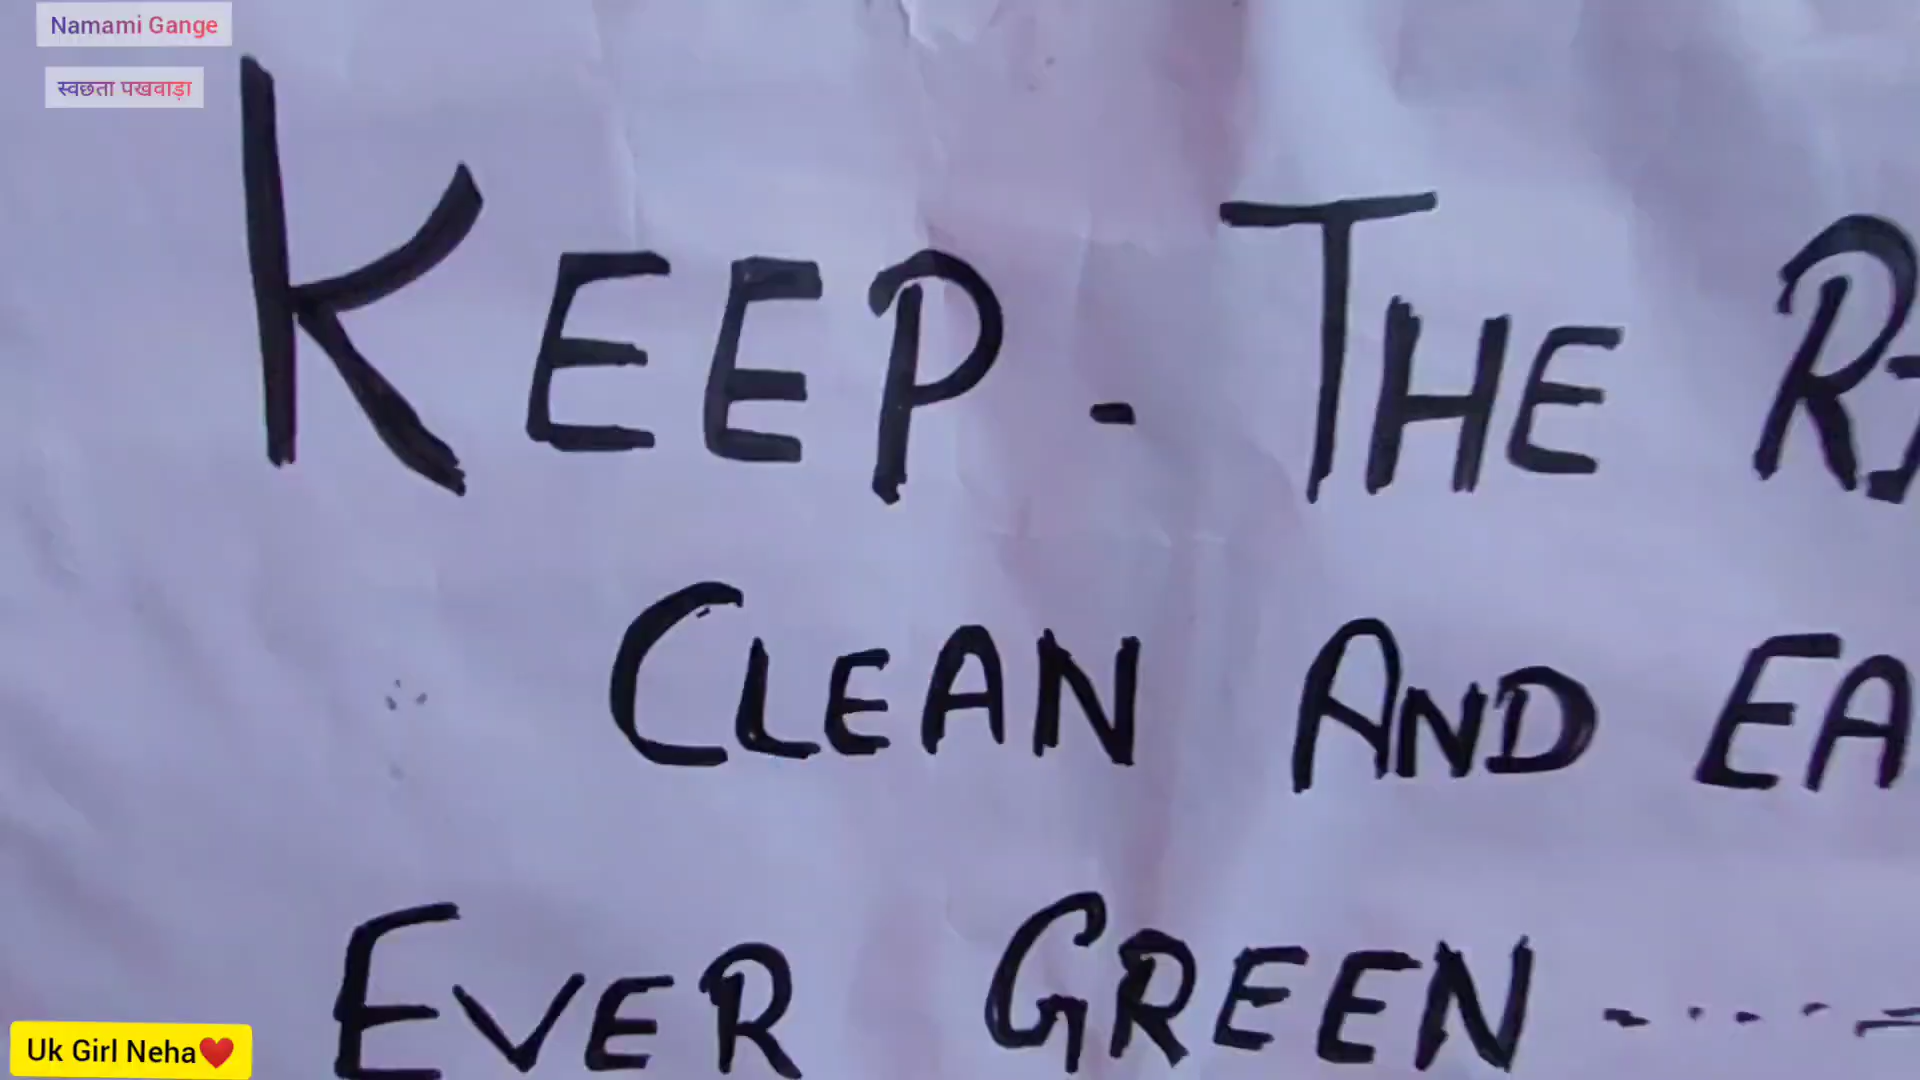 Namami Gange
स्वछता पखवाड़ा
KEEP - THE
CLEAN AND
EVER GREEN - - - - -
Uk Girl Neha❤️